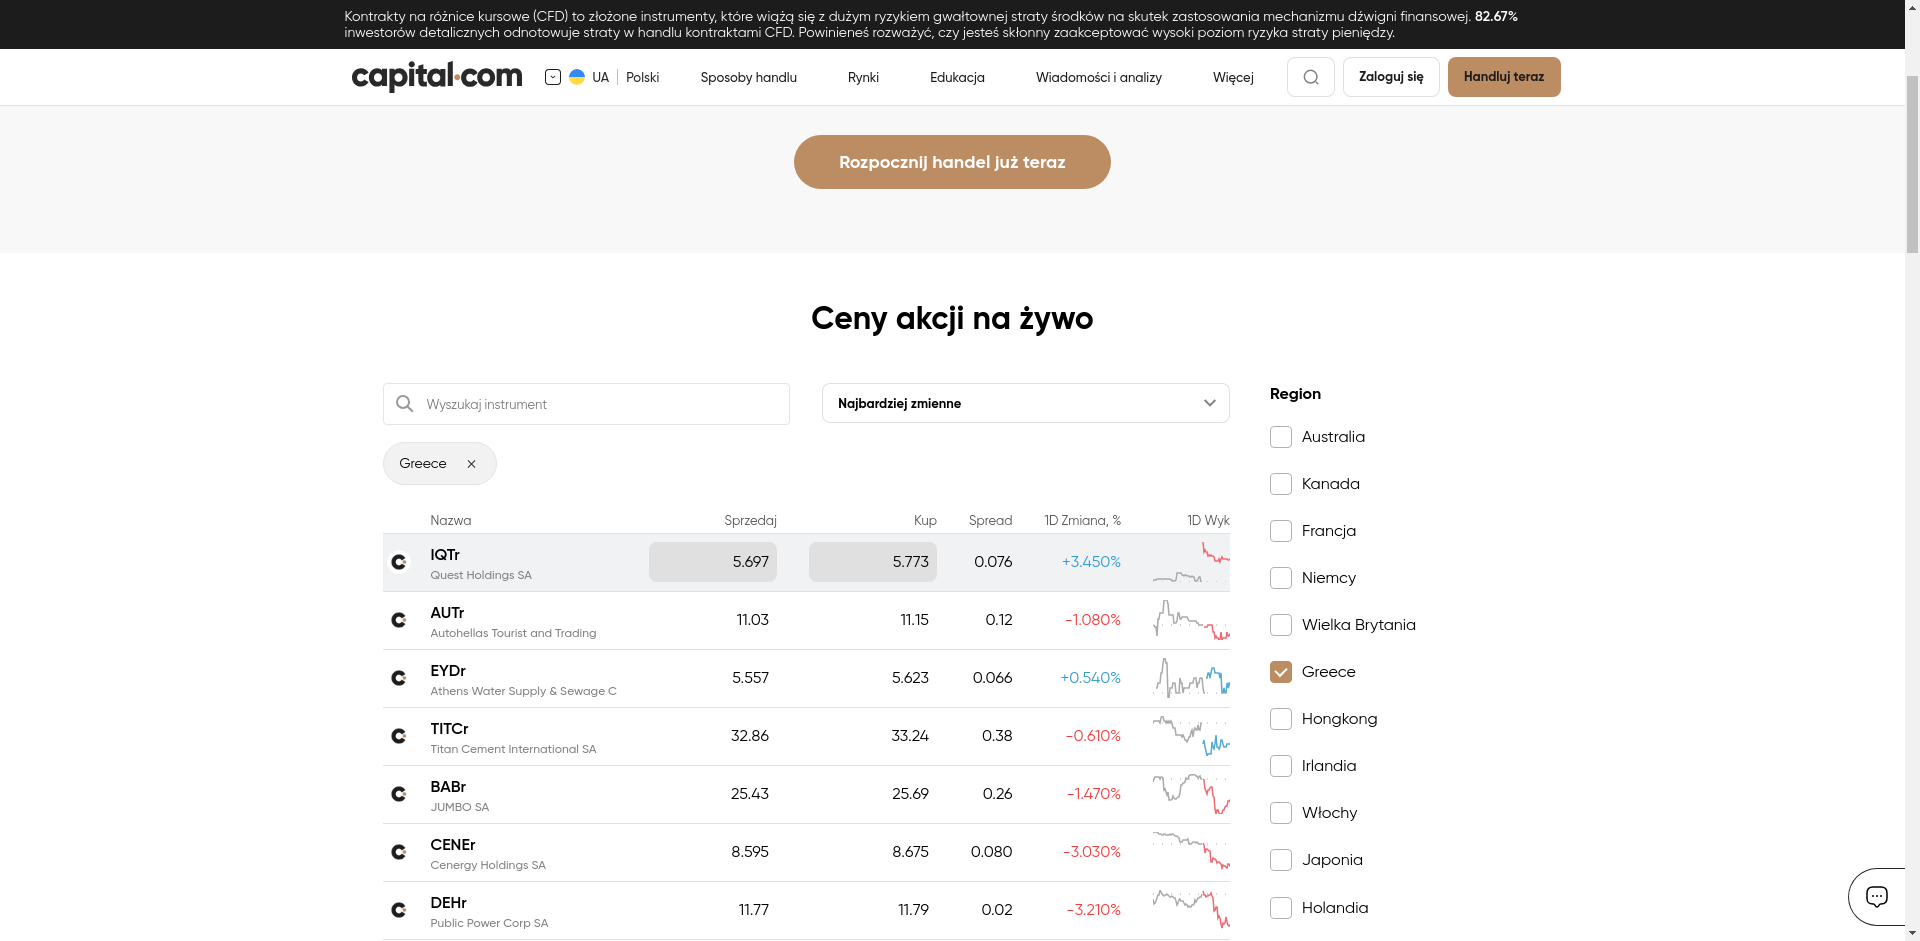 Kontrakty na różnice kursowe (CFD) to złożone instrumenty, które wiążą się z dużym ryzykiem gwałtownej straty środków na skutek zastosowania mechanizmu dźwigni finansowej. 82.67%
inwestorów detalicznych odnotowuje straty w handlu kontraktami CFD. Powinieneś rozważyć, czy jesteś skłonny zaakceptować wysoki poziom ryzyka straty pieniędzy.
capital.com UA Polski Sposoby handlu Rynki Edukacja Wiadomości i analizy Więcej Zaloguj się Handluj teraz
Rozpocznij handel już teraz
Ceny akcji na żywo
Wyszukaj instrument
Najbardziej zmienne
Greece
Nazwa Sprzedaj Kup Spread 1D Zmiana, % 1D Wyk
IQTr 5.697 5.773 0.076 +3.450%
Quest Holdings SA
AUTr 11.03 11.15 0.12 -1.080%
Autohellas Tourist and Trading
EYDr 5.557 5.623 0.066 +0.540%
Athens Water Supply & Sewage C
TITCr 32.86 33.24 0.38 -0.610%
Titan Cement International SA
BABr 25.43 25.69 0.26 -1.470%
JUMBO SA
CENEr 8.595 8.675 0.080 -3.030%
Cenergy Holdings SA
DEHr 11.77 11.79 0.02 -3.210%
Public Power Corp SA
Region
Australia
Kanada
Francja
Niemcy
Wielka Brytania
Greece
Hongkong
Irlandia
Włochy
Japonia
Holandia